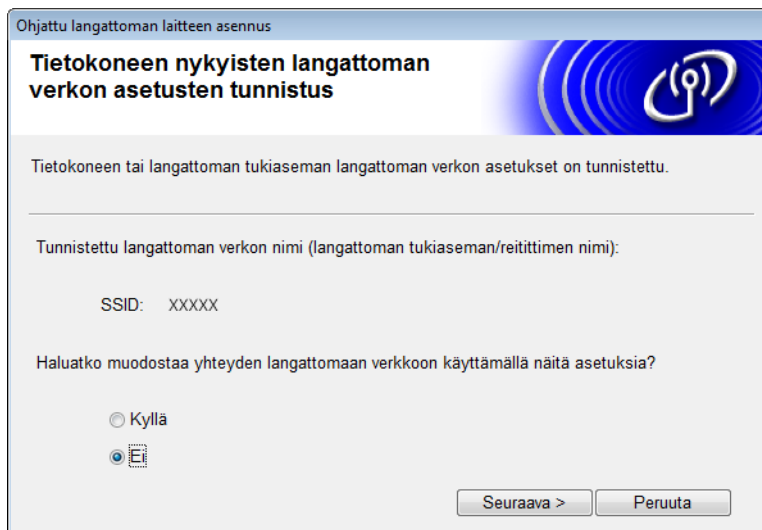 Ohjattu langattoman laitteen asennus
Tietokoneen nykyisten langattoman
verkon asetusten tunnistus
Tietokoneen tai langattoman tukiaseman langattoman verkon asetukset on tunnistettu.
Tunnistettu langattoman verkon nimi (langattoman tukiaseman/reitittimen nimi):
SSID: XXXXX
Haluatko muodostaa yhteyden langattomaan verkkoon käyttämällä näitä asetuksia?
Kyllä
Ei
Seuraava > Peruuta